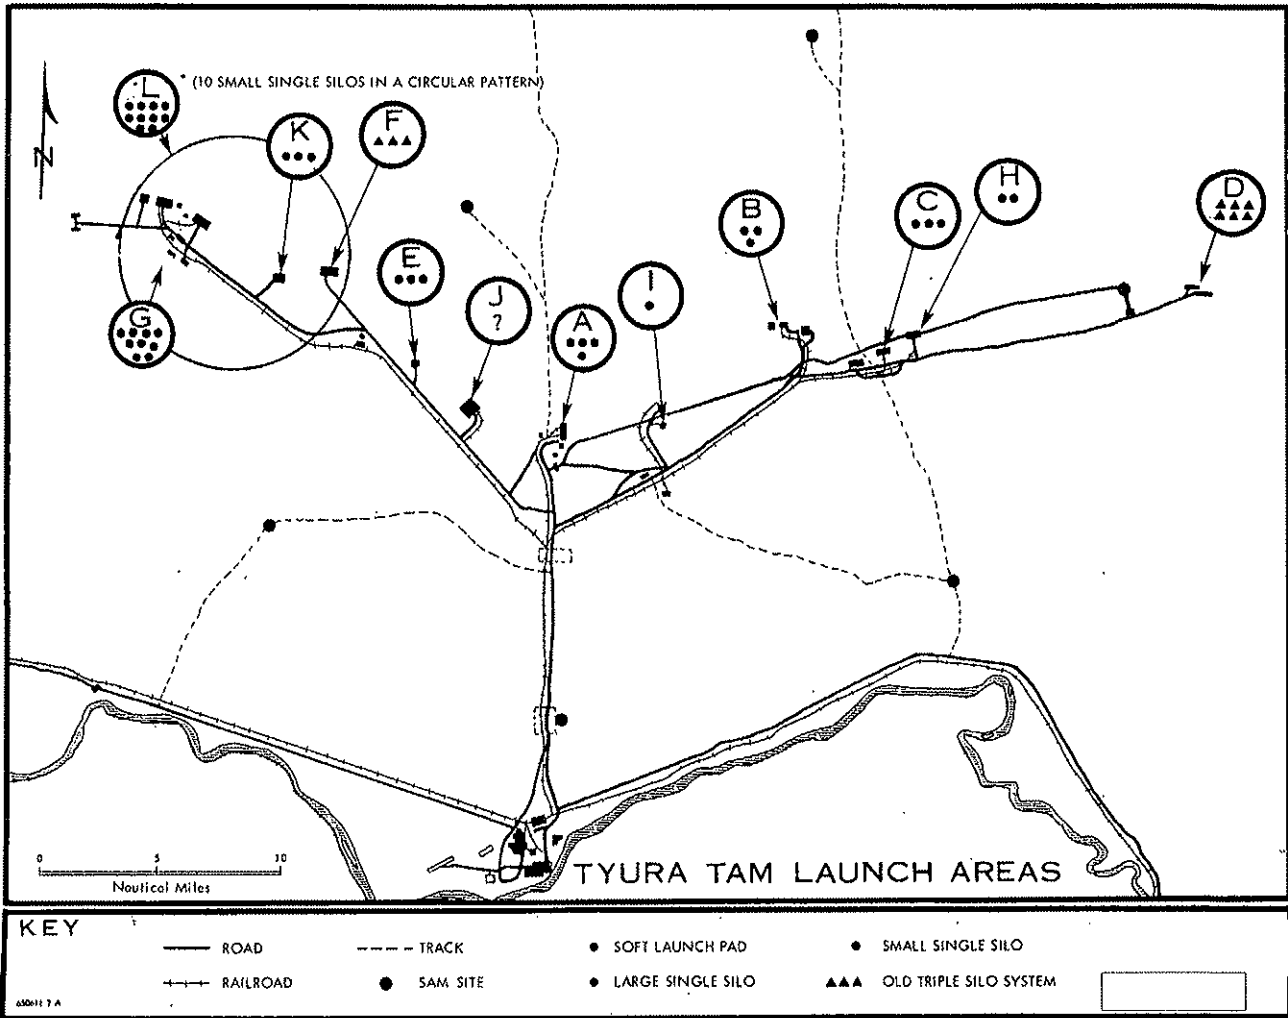 L * (10 SMALL SINGLE SILOS IN A CIRCULAR PATTERN)
K
F
N
B
C
H
D
E
I
J
?
A
G
0 5 10
Nautical Miles
TYURA TAM LAUNCH AREAS
KEY
ROAD
TRACK
SOFT LAUNCH PAD
SMALL SINGLE SILO
RAILROAD
SAM SITE
LARGE SINGLE SILO
OLD TRIPLE SILO SYSTEM